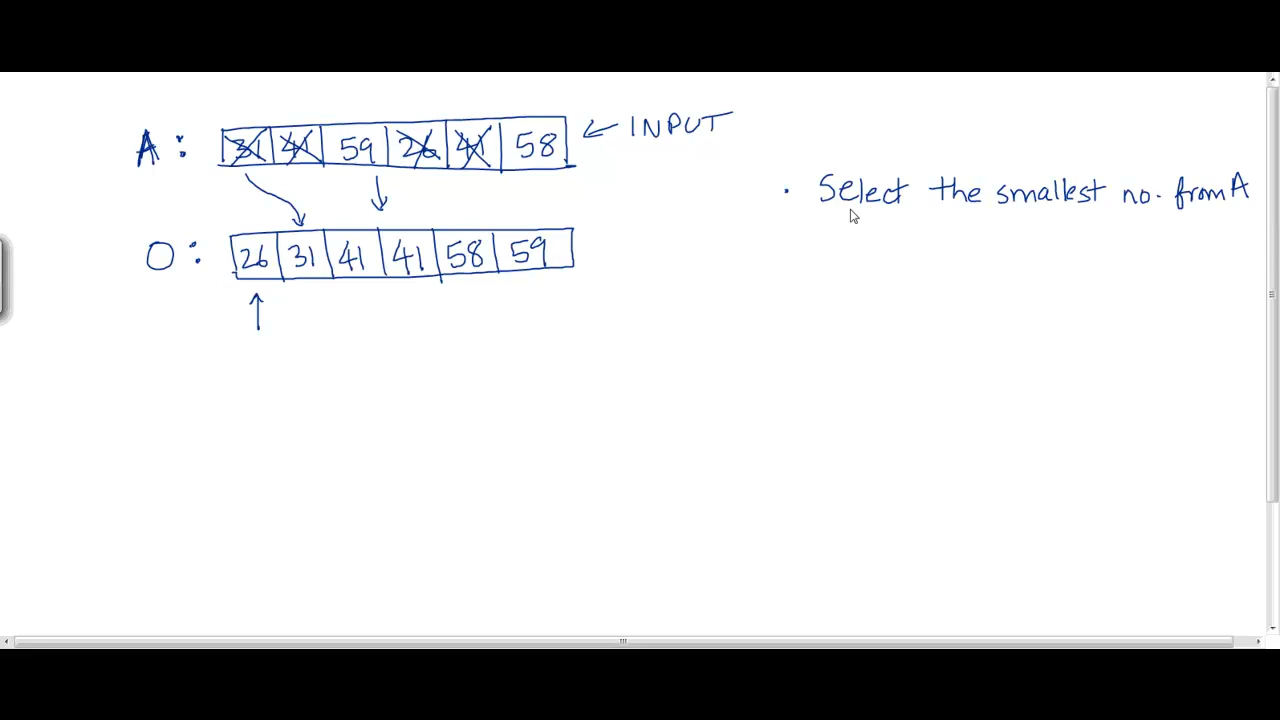 A: 31 41 59 26 41 58 ← INPUT
• Select the smallest no. from A
O: 26 31 41 41 58 59